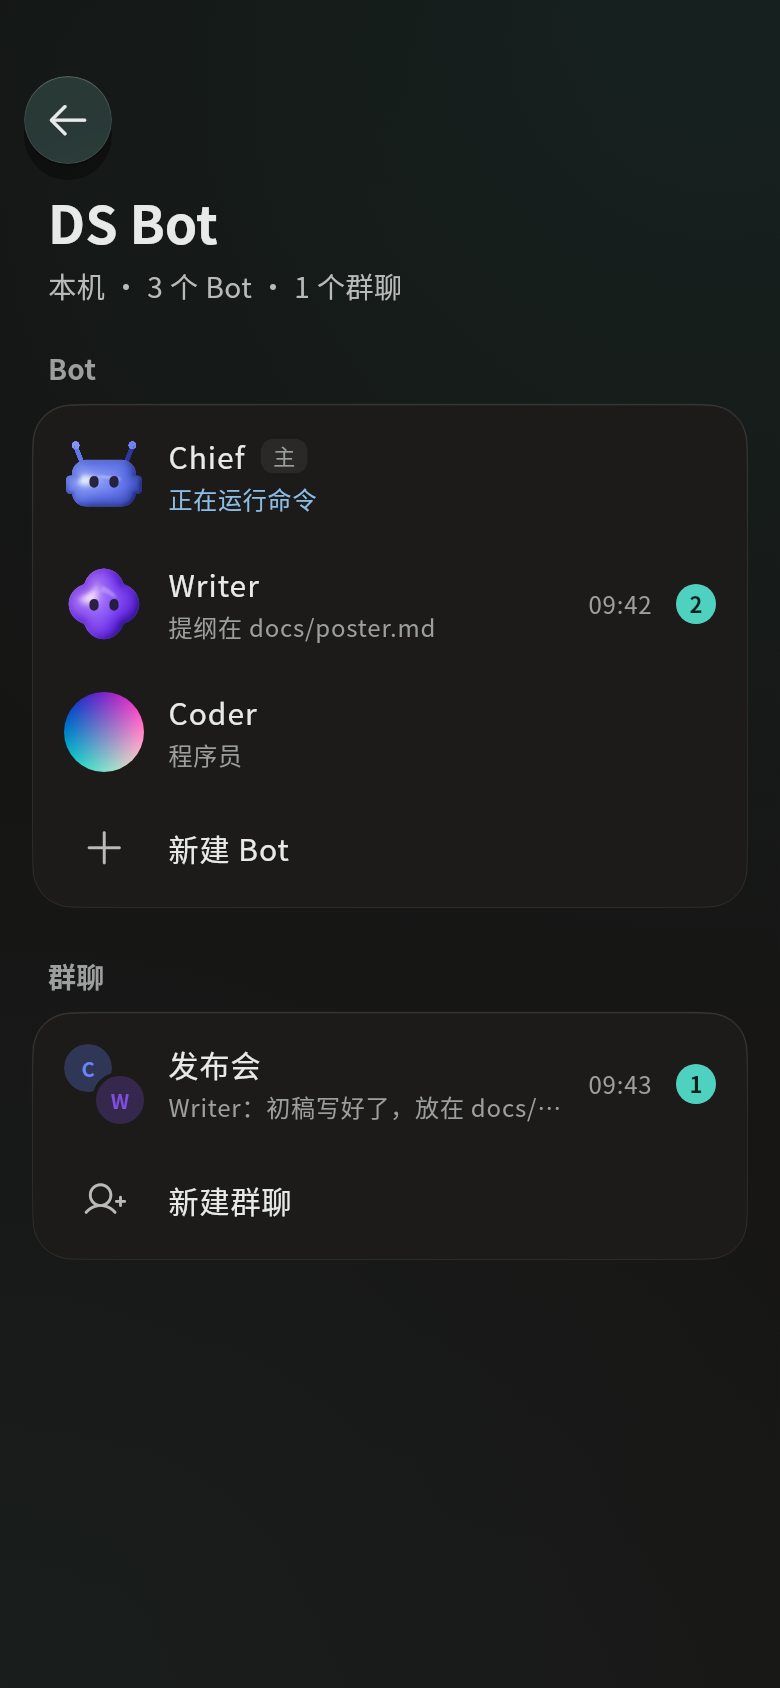 DS Bot
本机 · 3 个 Bot · 1 个群聊
Bot
Chief 主
正在运行命令
Writer
提纲在 docs/poster.md
09:42 2
Coder
程序员
新建 Bot
群聊
C
W
发布会
Writer：初稿写好了，放在 docs/…
09:43 1
新建群聊